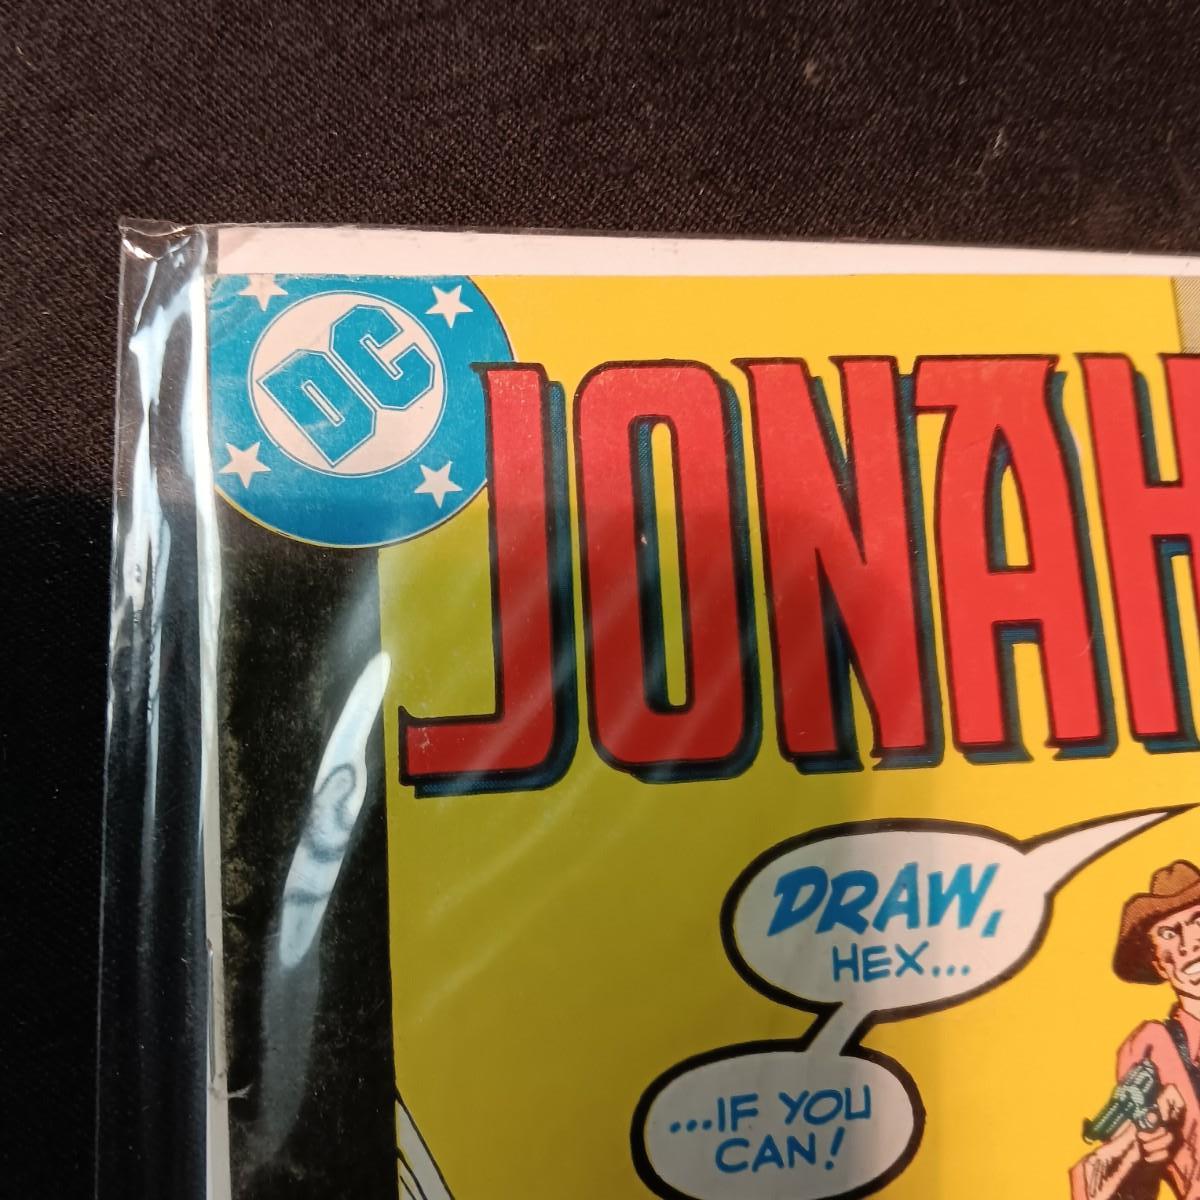 DC
JONAH
DRAW,
HEX...
...IF YOU
CAN!